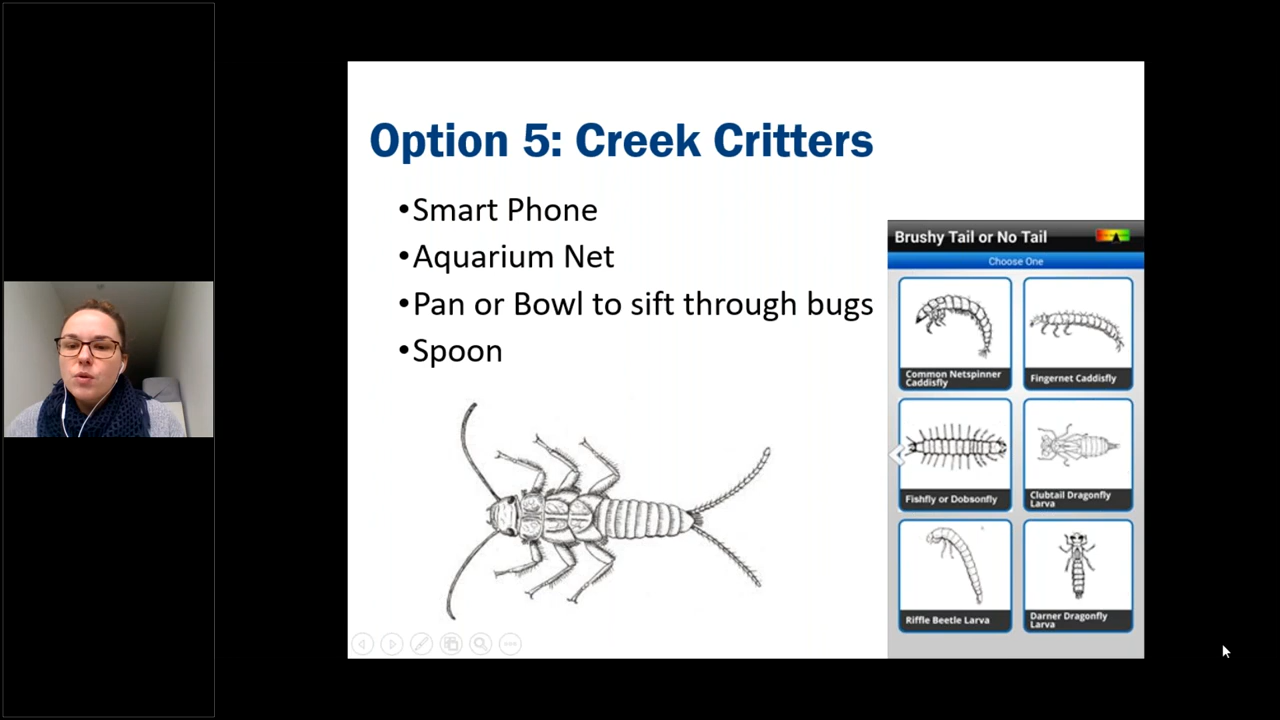 Option 5: Creek Critters
•Smart Phone
•Aquarium Net
•Pan or Bowl to sift through bugs
•Spoon
Brushy Tail or No Tail
Choose One
Common Netspinner
Caddisfly
Fingernet Caddisfly
Fishfly or Dobsonfly
Clubtail Dragonfly
Larva
Riffle Beetle Larva
Darner Dragonfly
Larva